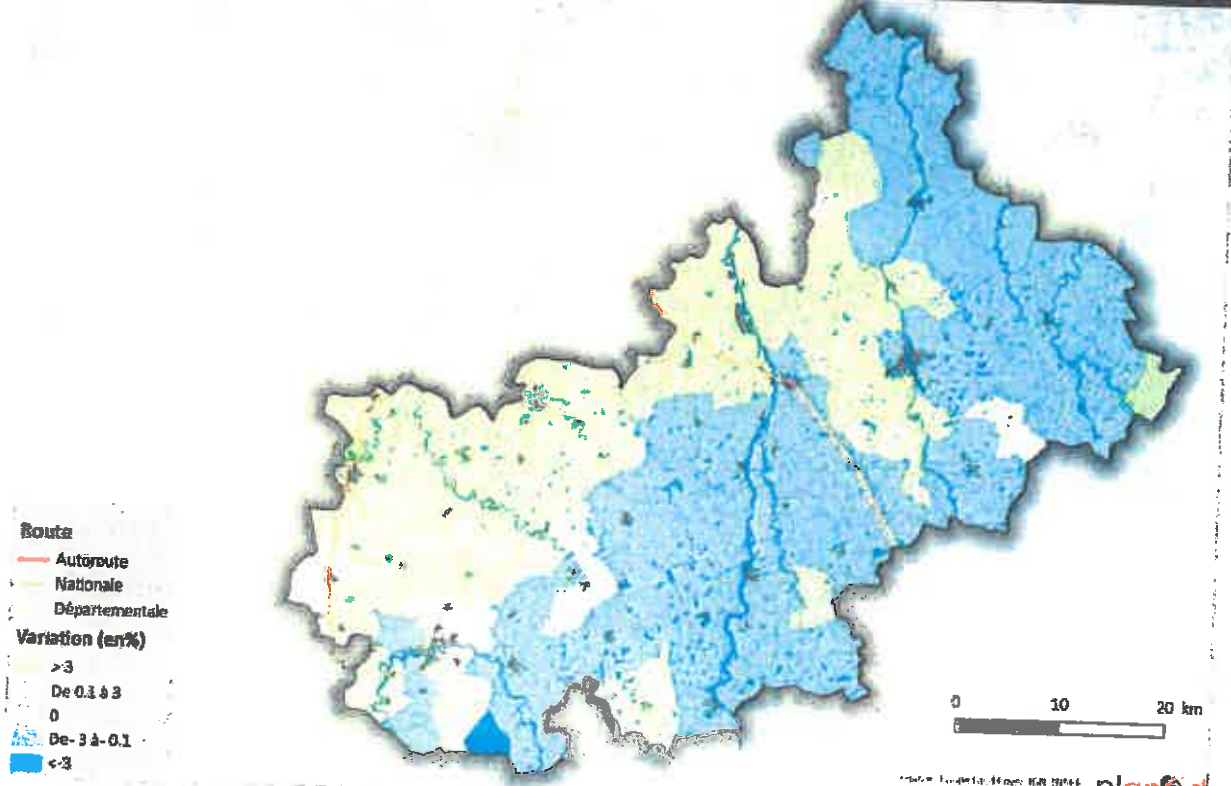 Route
Autoroute
Nationale
Départementale
Variation (en%)
>3
De 0.1 à 3
0
De-3 à-0.1
<-3
0 10 20 km